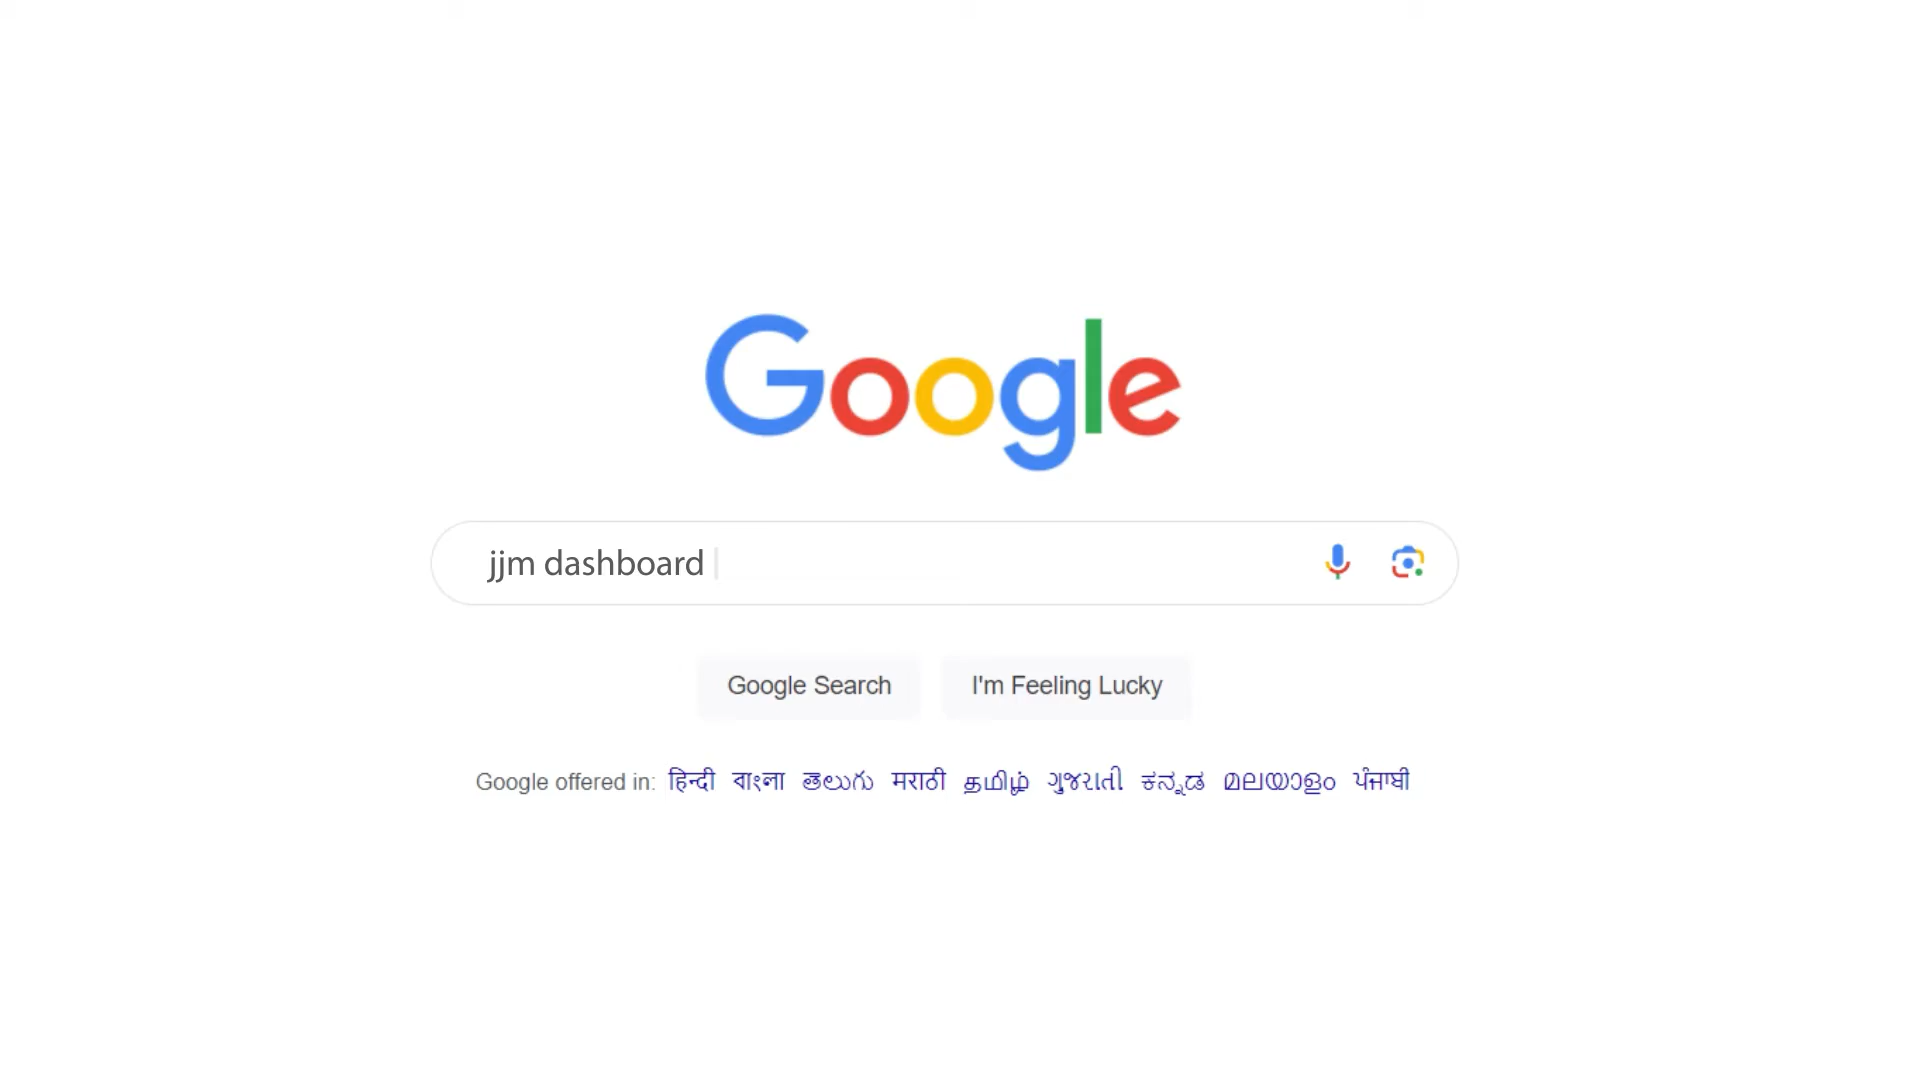 Google
jjm dashboard
Google Search I'm Feeling Lucky
Google offered in: हिन्दी বাংলা తెలుగు मराठी தமிழ் ગુજરાતી ಕನ್ನಡ മലയാളം ਪੰਜਾਬੀ